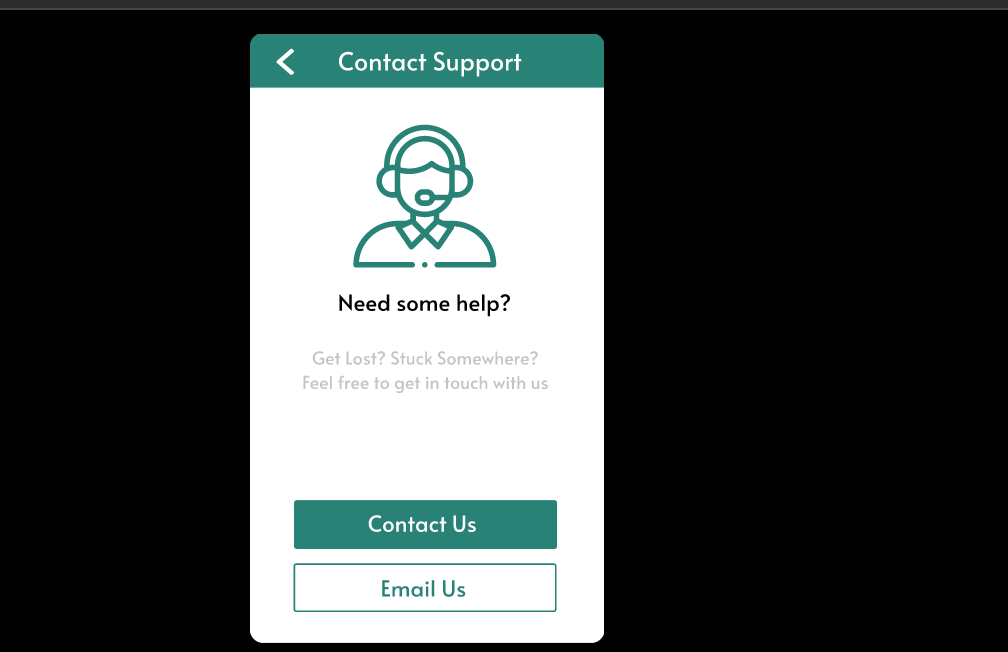 Contact Support
Need some help?
Get Lost? Stuck Somewhere?
Feel free to get in touch with us
Contact Us
Email Us